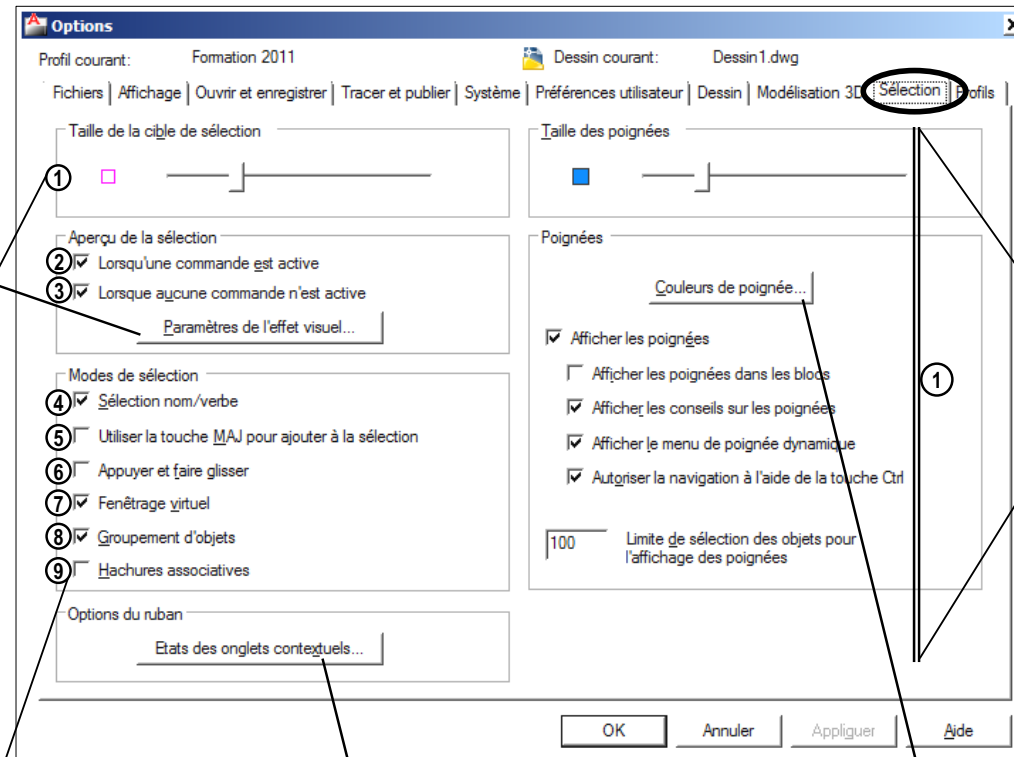 Options
Profil courant: Formation 2011 Dessin courant: Dessin1.dwg
Fichiers Affichage Ouvrir et enregistrer Tracer et publier Système Préférences utilisateur Dessin Modélisation 3D Sélection Profils
Taille de la cible de sélection
1
Aperçu de la sélection
2 Lorsqu'une commande est active
3 Lorsque aucune commande n'est active
Paramètres de l'effet visuel...
Modes de sélection
4 Sélection nom/verbe
5 Utiliser la touche MAJ pour ajouter à la sélection
6 Appuyer et faire glisser
7 Fenêtrage virtuel
8 Groupement d'objets
9 Hachures associatives
Options du ruban
Etats des onglets contextuels...
Taille des poignées
Poignées
Couleurs de poignée...
Afficher les poignées
Afficher les poignées dans les blocs
1
Afficher les conseils sur les poignées
Afficher le menu de poignée dynamique
Autoriser la navigation à l'aide de la touche Ctrl
100 Limite de sélection des objets pour
l'affichage des poignées
OK Annuler Appliquer Aide